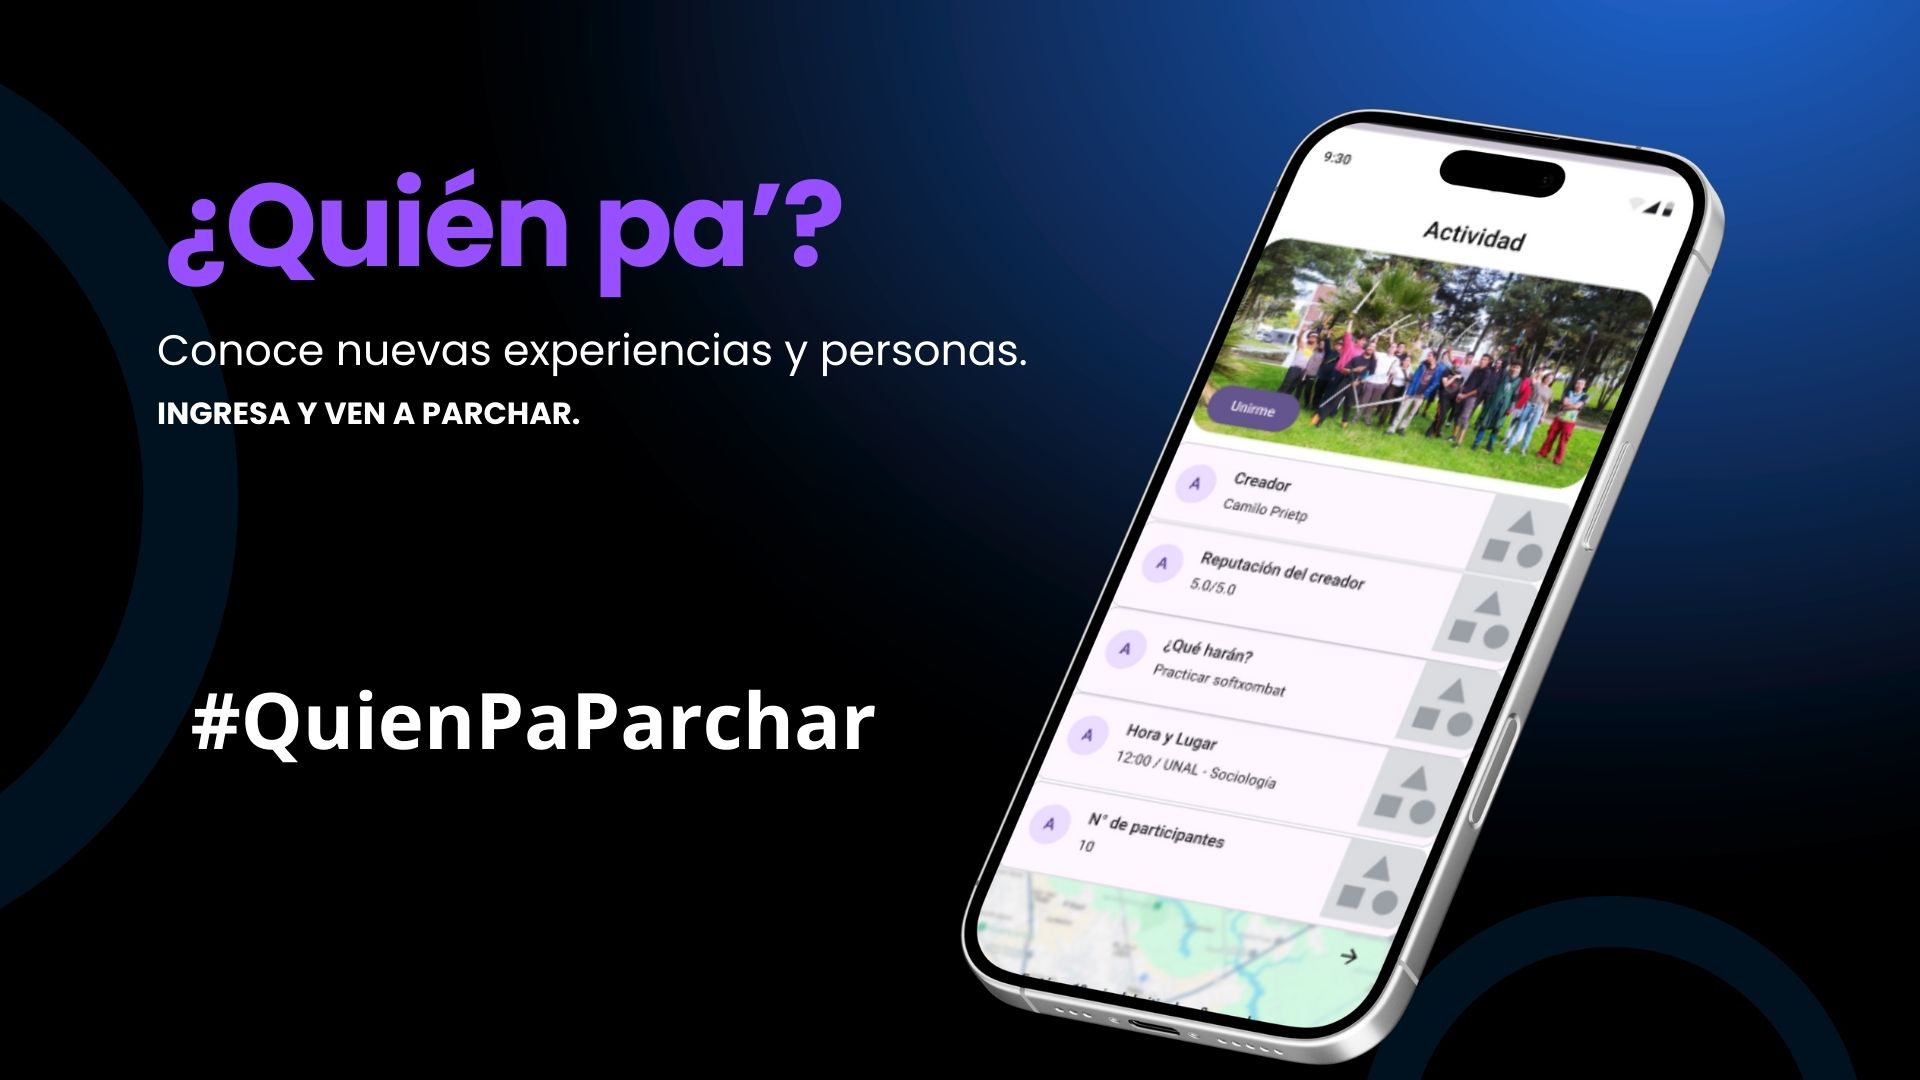 ¿Quién pa’?
Conoce nuevas experiencias y personas.
INGRESA Y VEN A PARCHAR.
#QuienPaParchar
9:30
Actividad
Unirme
A
Creador
Camilo Prietp
A
Reputación del creador
5.0/5.0
A
¿Qué harán?
Practicar softxombat
A
Hora y Lugar
12:00 / UNAL - Sociología
A
N° de participantes
10